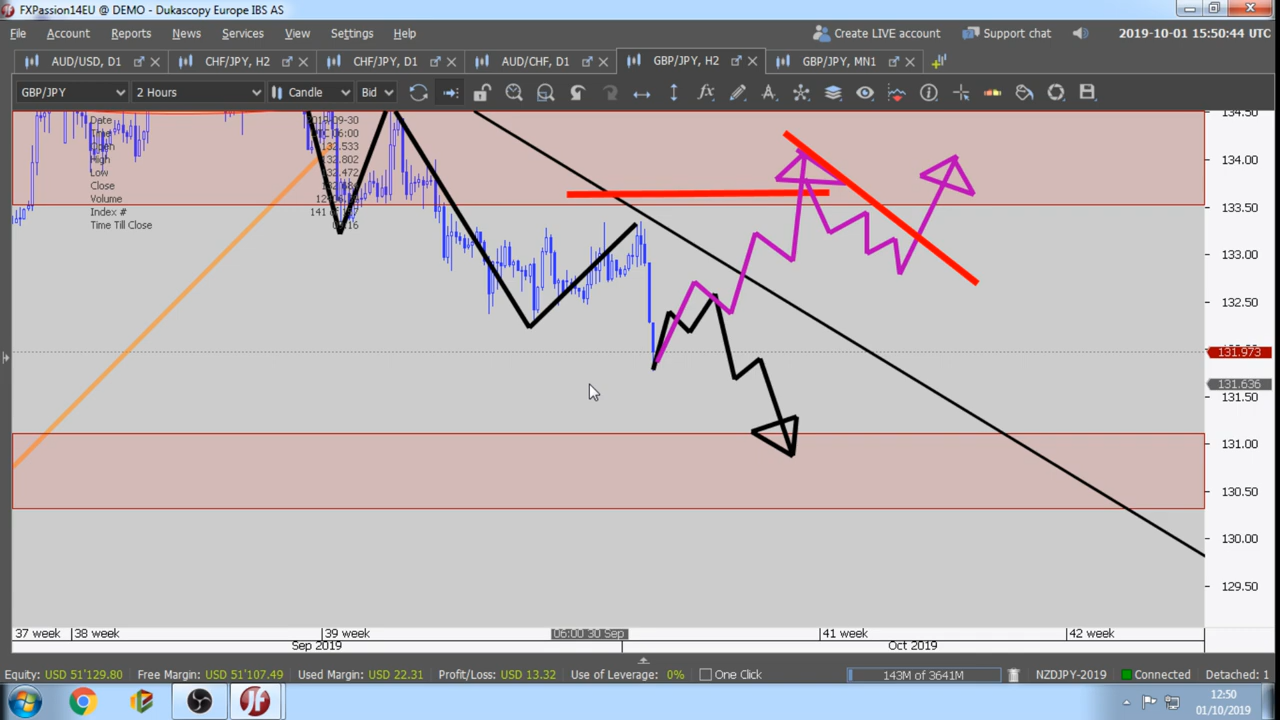 FXPassion14EU @ DEMO - Dukascopy Europe IBS AS
File Account Reports News Services View Settings Help
Create LIVE account Support chat 2019-10-01 15:50:44 UTC
AUD/USD, D1 CHF/JPY, H2 CHF/JPY, D1 AUD/CHF, D1 GBP/JPY, H2 GBP/JPY, MN1
GBP/JPY 2 Hours Candle Bid
134.50
Date
Time
Open 132.533
High 132.802
Low 132.472
Close
Volume
Index # 141
Time Till Close
134.00
133.50
133.00
132.50
131.973
131.636
131.50
131.00
130.50
130.00
129.50
37 week 38 week 39 week 06:00 30 Sep 41 week 42 week
Sep 2019 Oct 2019
Equity: USD 51'129.80 Free Margin: USD 51'107.49 Used Margin: USD 22.31 Profit/Loss: USD 13.32 Use of Leverage: 0% One Click 143M of 3641M NZDJPY-2019 Connected Detached: 1
12:50
01/10/2019